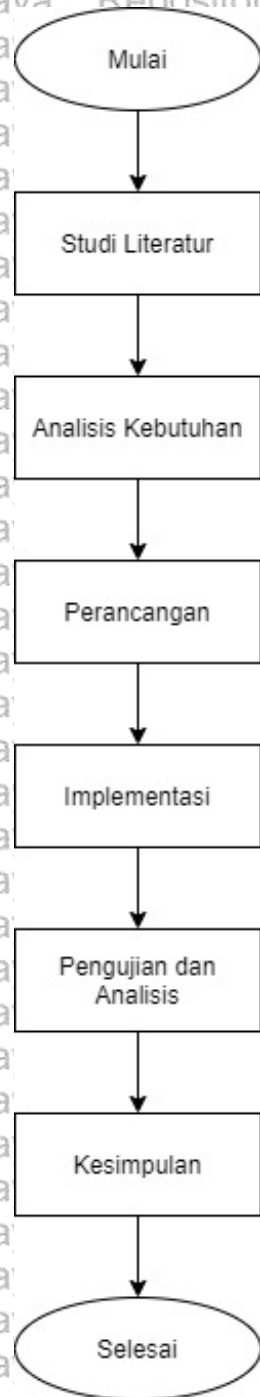 Mulai
Studi Literatur
Analisis Kebutuhan
Perancangan
Implementasi
Pengujian dan
Analisis
Kesimpulan
Selesai